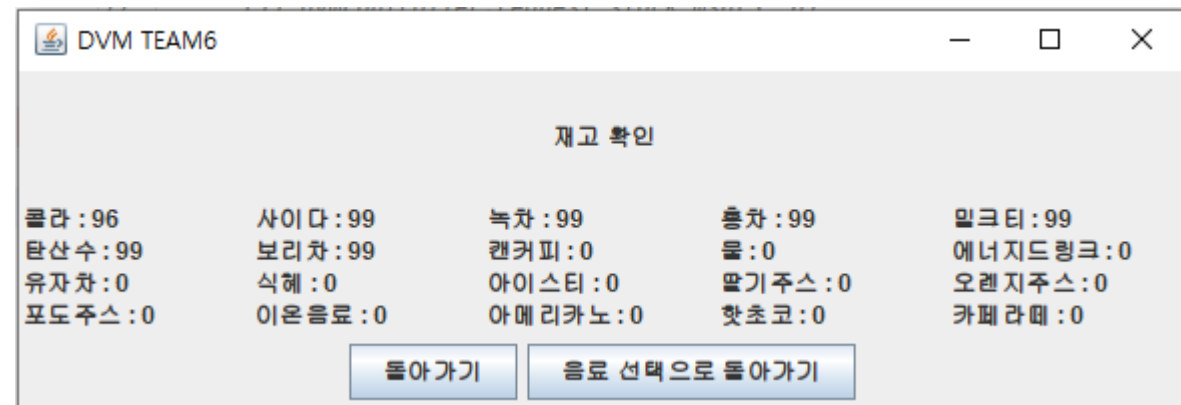 DVM TEAM6
재고 확인
콜라 : 96 사이다 : 99 녹차 : 99 홍차 : 99 밀크티 : 99
탄산수 : 99 보리차 : 99 캔커피 : 0 물 : 0 에너지드링크 : 0
유자차 : 0 식혜 : 0 아이스티 : 0 딸기주스 : 0 오렌지주스 : 0
포도주스 : 0 이온음료 : 0 아메리카노 : 0 핫초코 : 0 카페라떼 : 0
돌아가기 음료 선택으로 돌아가기